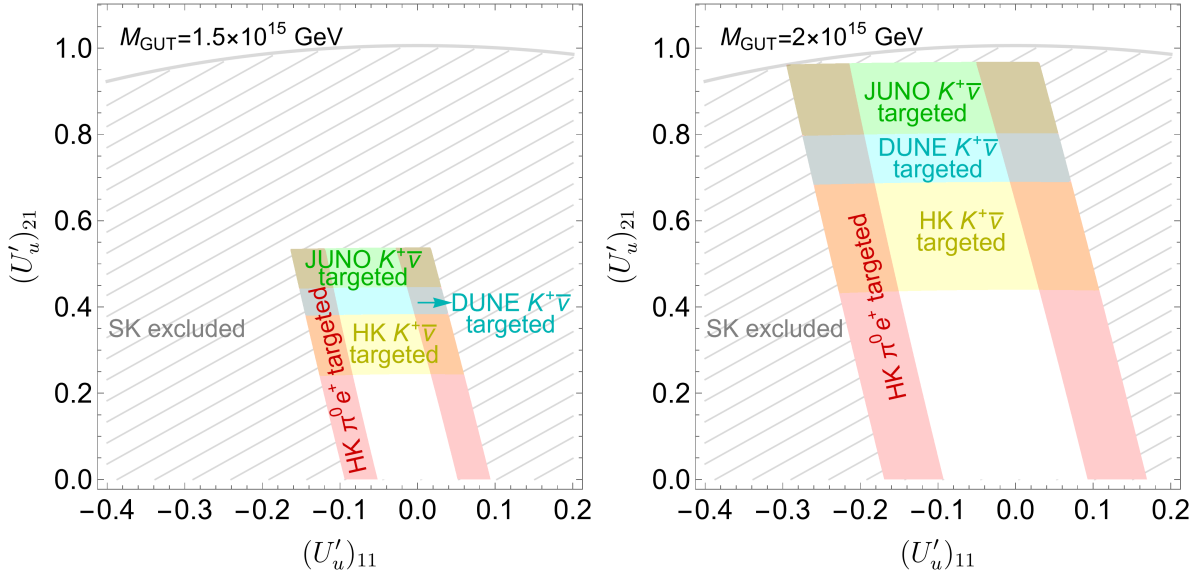 M_GUT=1.5×10^15 GeV
1.0
0.8
0.6
0.4
0.2
0.0
(U′_u)_21
JUNO K⁺ν̄
targeted
DUNE K⁺ν̄
targeted
HK K⁺ν̄
targeted
SK excluded
HK π⁰ e⁺ targeted
−0.4 −0.3 −0.2 −0.1 0.0 0.1 0.2
(U′_u)_11
M_GUT=2×10^15 GeV
1.0
0.8
0.6
0.4
0.2
0.0
(U′_u)_21
JUNO K⁺ν̄
targeted
DUNE K⁺ν̄
targeted
HK K⁺ν̄
targeted
SK excluded
HK π⁰ e⁺ targeted
−0.4 −0.3 −0.2 −0.1 0.0 0.1 0.2
(U′_u)_11